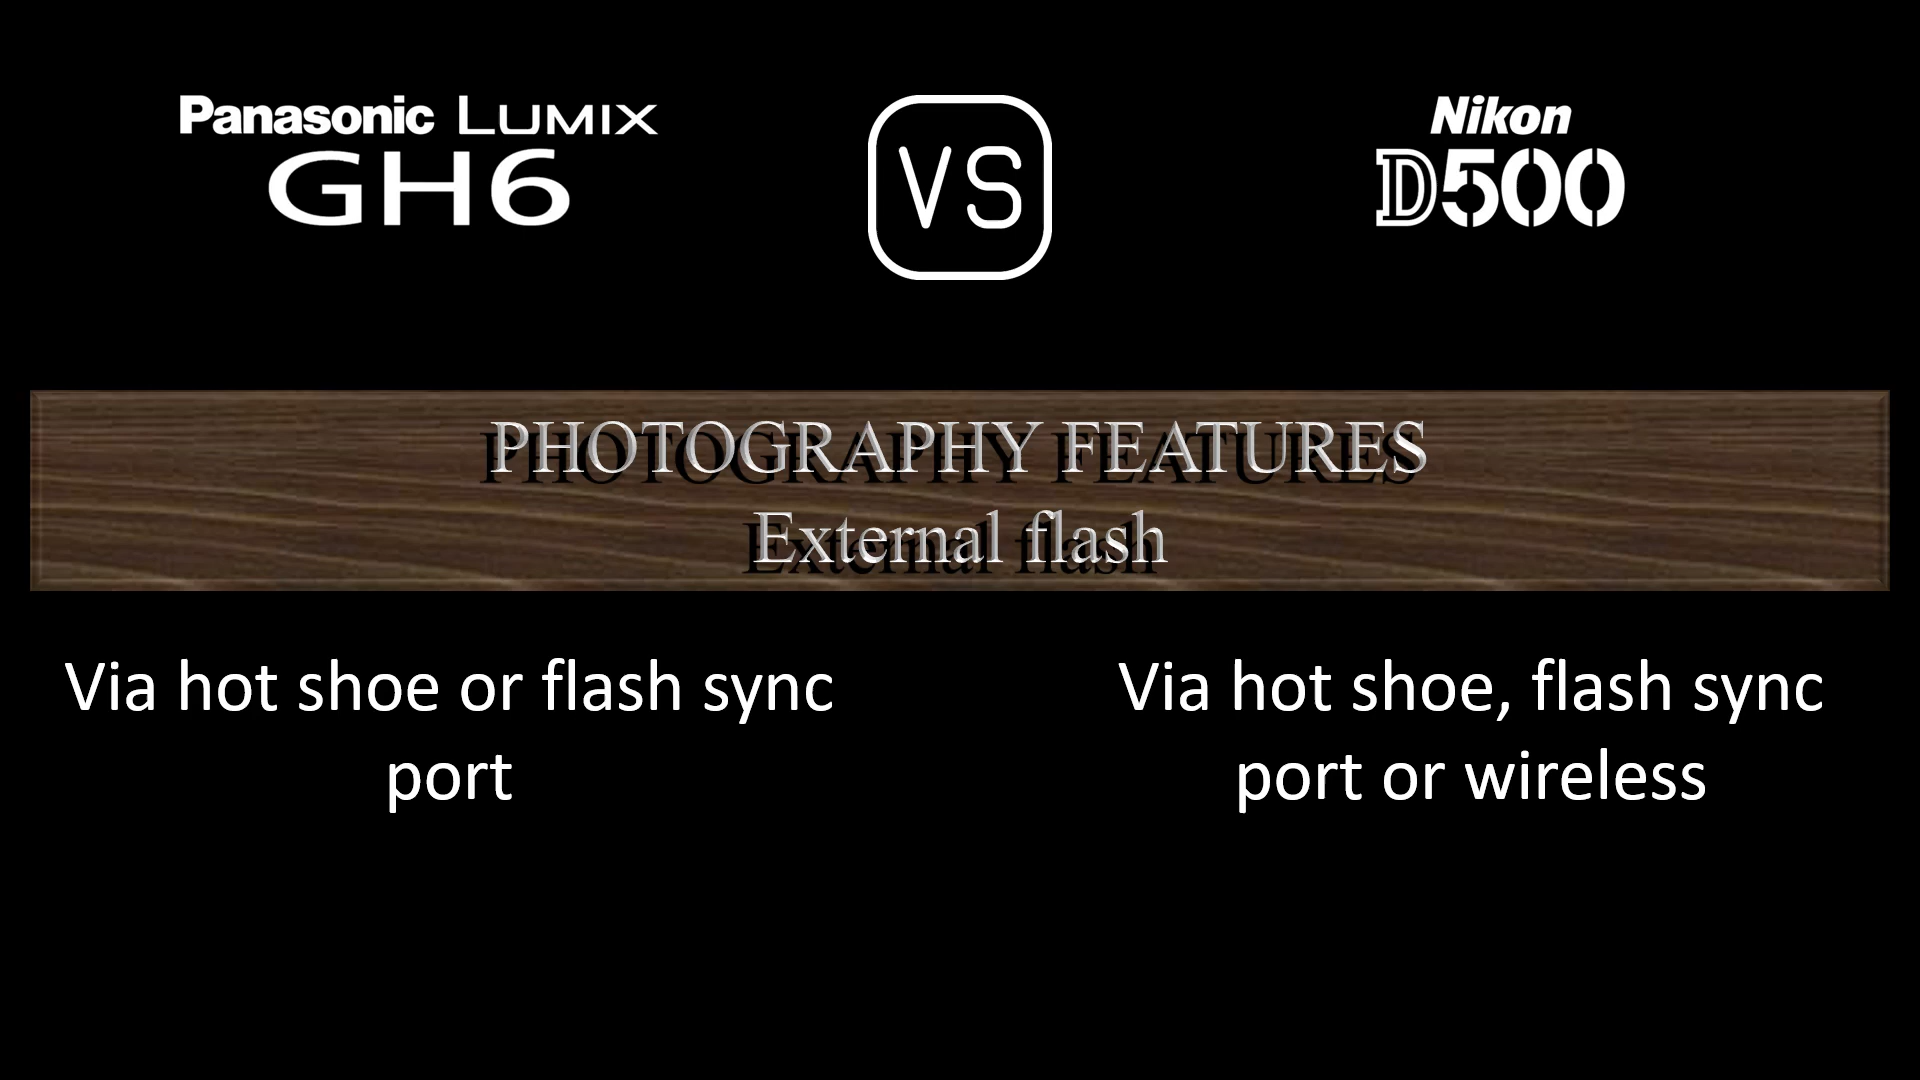 Panasonic LUMIX
GH6
VS
Nikon
D500
PHOTOGRAPHY FEATURES
External flash
Via hot shoe or flash sync
port
Via hot shoe, flash sync
port or wireless